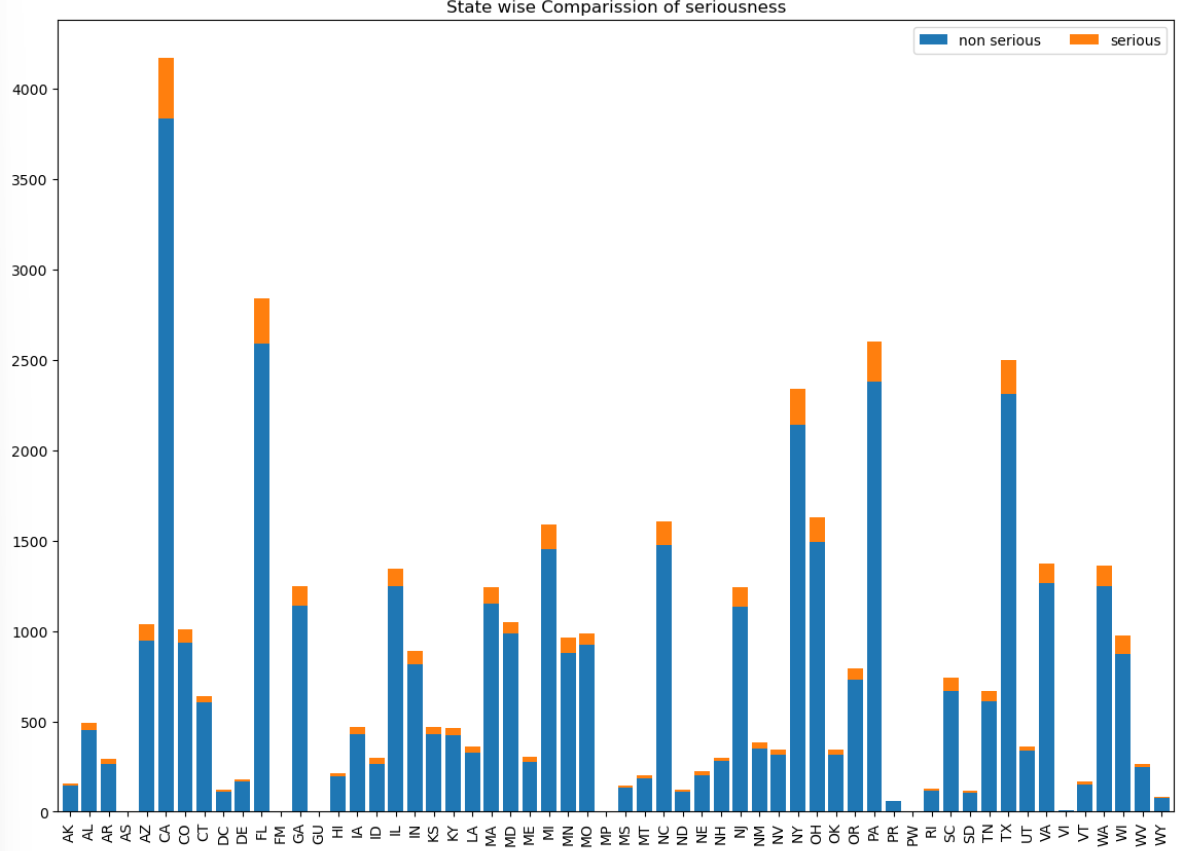 State wise Comparission of seriousness
non serious
serious
4000
3500
3000
2500
2000
1500
1000
500
0
AK AL AR AS AZ CA CO CT DC DE FL FM GA GU HI IA ID IL IN KS KY LA MA MD ME MI MN MO MP MS MT NC ND NE NH NJ NM NV NY OH OK OR PA PR PW RI SC SD TN TX UT VA VI VT WA WI WV WY